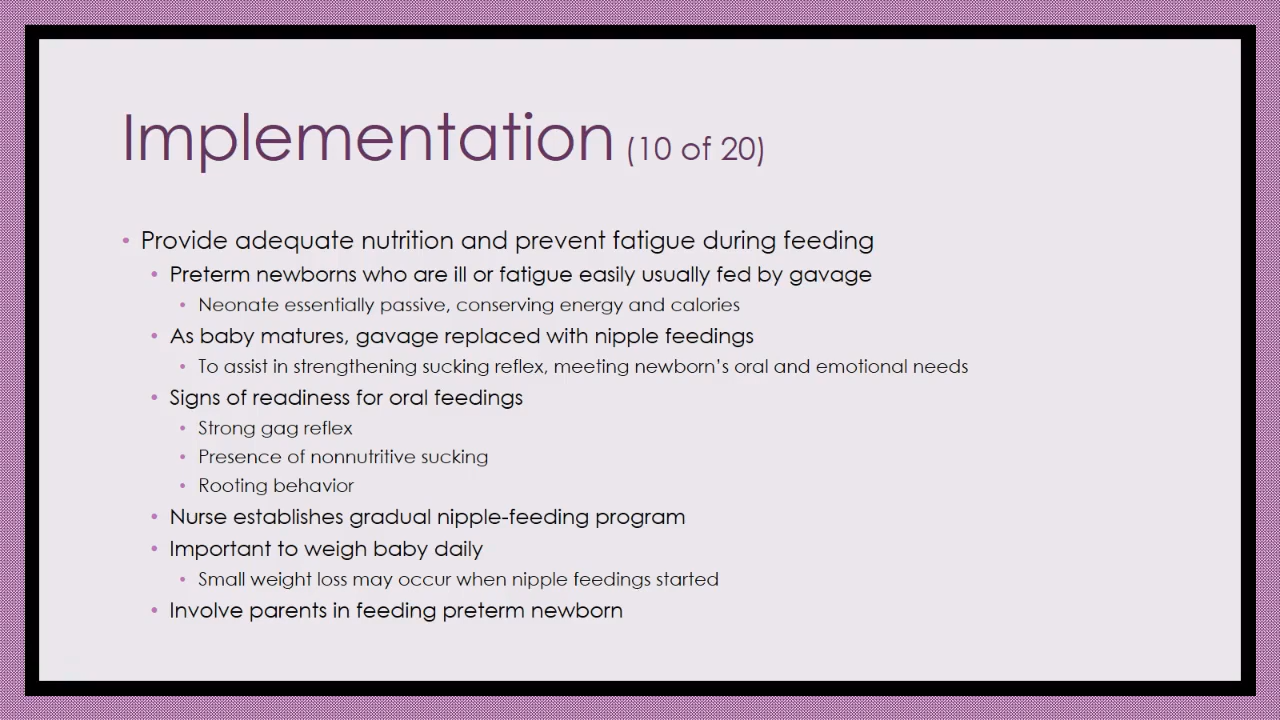 Implementation (10 of 20)
• Provide adequate nutrition and prevent fatigue during feeding
• Preterm newborns who are ill or fatigue easily usually fed by gavage
• Neonate essentially passive, conserving energy and calories
• As baby matures, gavage replaced with nipple feedings
• To assist in strengthening sucking reflex, meeting newborn's oral and emotional needs
• Signs of readiness for oral feedings
• Strong gag reflex
• Presence of nonnutritive sucking
• Rooting behavior
• Nurse establishes gradual nipple-feeding program
• Important to weigh baby daily
• Small weight loss may occur when nipple feedings started
• Involve parents in feeding preterm newborn